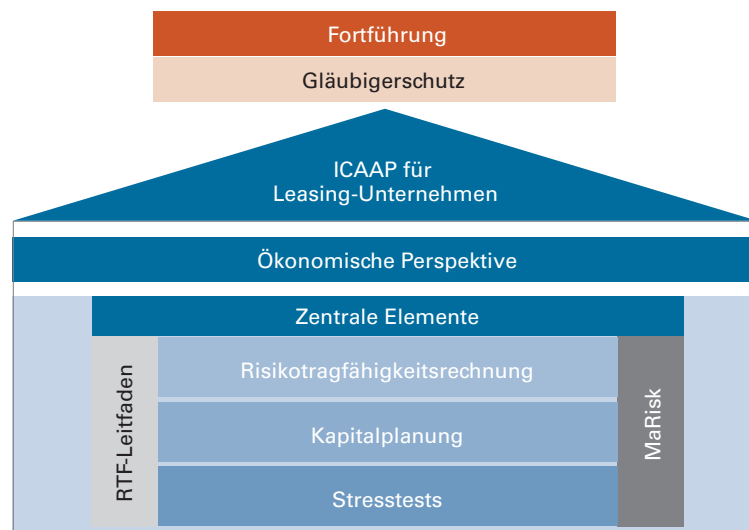 Fortführung
Gläubigerschutz
ICAAP für
Leasing-Unternehmen
Ökonomische Perspektive
Zentrale Elemente
RTF-Leitfaden
Risikotragfähigkeitsrechnung
Kapitalplanung
Stresstests
MaRisk